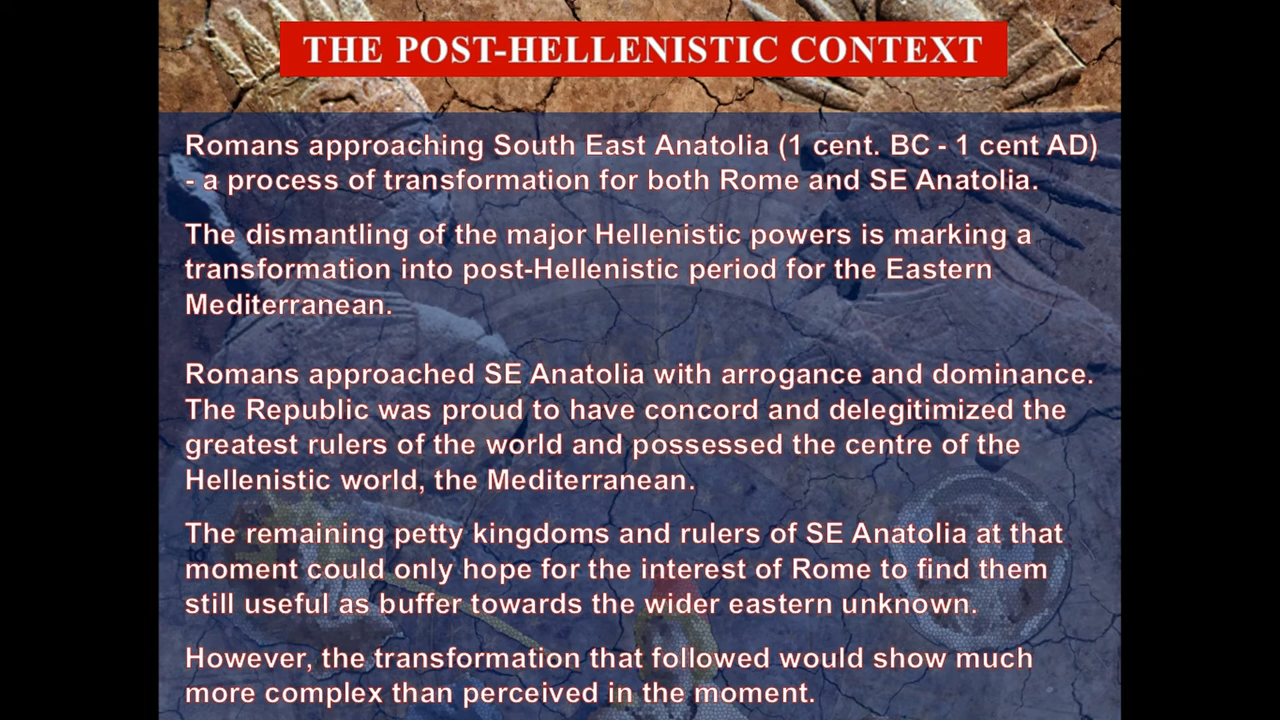 THE POST-HELLENISTIC CONTEXT
Romans approaching South East Anatolia (1 cent. BC - 1 cent AD)
- a process of transformation for both Rome and SE Anatolia.
The dismantling of the major Hellenistic powers is marking a
transformation into post-Hellenistic period for the Eastern
Mediterranean.
Romans approached SE Anatolia with arrogance and dominance.
The Republic was proud to have concord and delegitimized the
greatest rulers of the world and possessed the centre of the
Hellenistic world, the Mediterranean.
The remaining petty kingdoms and rulers of SE Anatolia at that
moment could only hope for the interest of Rome to find them
still useful as buffer towards the wider eastern unknown.
However, the transformation that followed would show much
more complex than perceived in the moment.